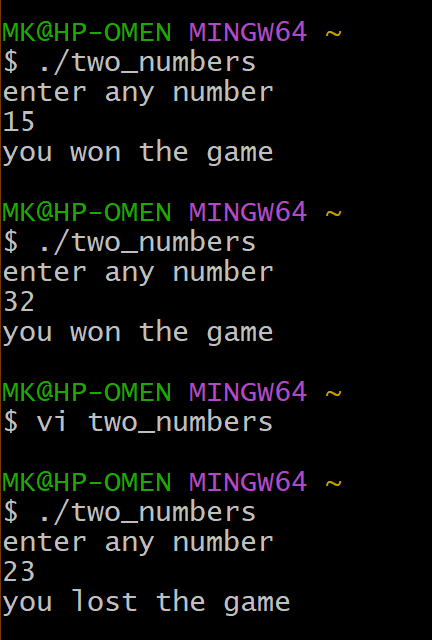 MK@HP-OMEN MINGW64 ~
$ ./two_numbers
enter any number
15
you won the game
MK@HP-OMEN MINGW64 ~
$ ./two_numbers
enter any number
32
you won the game
MK@HP-OMEN MINGW64 ~
$ vi two_numbers
MK@HP-OMEN MINGW64 ~
$ ./two_numbers
enter any number
23
you lost the game